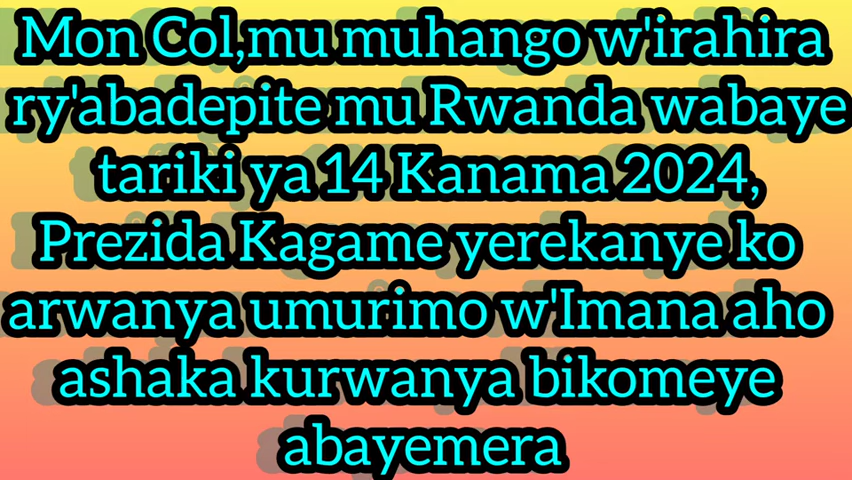 Mon Col,mu muhango w'irahira
ry'abadepite mu Rwanda wabaye
tariki ya 14 Kanama 2024,
Prezida Kagame yerekanye ko
arwanya umurimo w'Imana aho
ashaka kurwanya bikomeye
abayemera